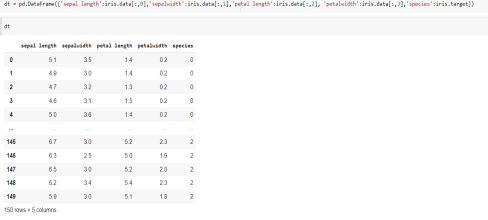 dt = pd.DataFrame({'sepal length':iris.data[:,0],'sepalwidth':iris.data[:,1],'petal length':iris.data[:,2], 'petalwidth':iris.data[:,3],'species':iris.target})
dt
sepal length sepalwidth petal length petalwidth species
0 5.1 3.5 1.4 0.2 0
1 4.9 3.0 1.4 0.2 0
2 4.7 3.2 1.3 0.2 0
3 4.6 3.1 1.5 0.2 0
4 5.0 3.6 1.4 0.2 0
... ... ... ... ... ...
145 6.7 3.0 5.2 2.3 2
146 6.3 2.5 5.0 1.9 2
147 6.5 3.0 5.2 2.0 2
148 6.2 3.4 5.4 2.3 2
149 5.9 3.0 5.1 1.8 2
150 rows × 5 columns